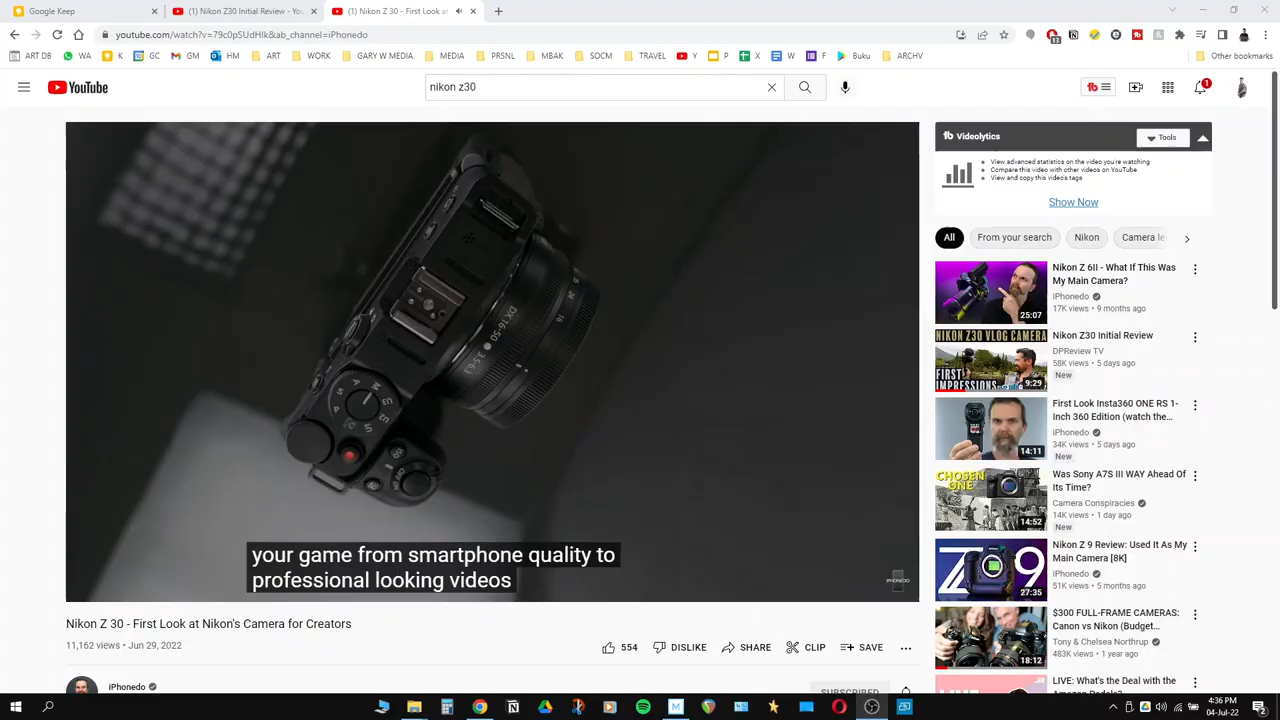 Google Keep
(1) Nikon Z30 Initial Review - You
(1) Nikon Z 30 - First Look at
youtube.com/watch?v=79c0pSUdHlk&ab_channel=iPhonedo
13
ART DB
WA
K
GC
GM
HM
ART
WORK
GARY W MEDIA
MEDIA
PRSNL
MBAK
SOCM
TRAVEL
Y
P
X
W
F
Buku
ARCHV
Other bookmarks
YouTube
nikon z30
1
Videolytics
Tools
View advanced statistics on the video you're watching
Compare this video with other videos on YouTube
View and copy this video's tags
Show Now
All
From your search
Nikon
Camera le
DX 16-50
your game from smartphone quality to
professional looking videos
IPHONEDO
Nikon Z 30 - First Look at Nikon's Camera for Creators
11,162 views • Jun 29, 2022
554
DISLIKE
SHARE
CLIP
SAVE
iPhonedo
SUBSCRIBED
25:07
Nikon Z 6II - What If This Was
My Main Camera?
iPhonedo
17K views • 9 months ago
NIKON Z30 VLOG CAMERA
FIRST
IMPRESSIONS
9:29
Nikon Z30 Initial Review
DPReview TV
58K views • 5 days ago
New
14:11
First Look Insta360 ONE RS 1-
Inch 360 Edition (watch the...
iPhonedo
34K views • 5 days ago
New
CHOSEN
ONE
14:52
Was Sony A7S III WAY Ahead Of
Its Time?
Camera Conspiracies
14K views • 1 day ago
New
Z9
27:35
Nikon Z 9 Review: Used It As My
Main Camera [8K]
iPhonedo
51K views • 5 months ago
18:12
$300 FULL-FRAME CAMERAS:
Canon vs Nikon (Budget...
Tony & Chelsea Northrup
483K views • 1 year ago
LIVE
LIVE: What's the Deal with the
4:36 PM
04-Jul-22
2